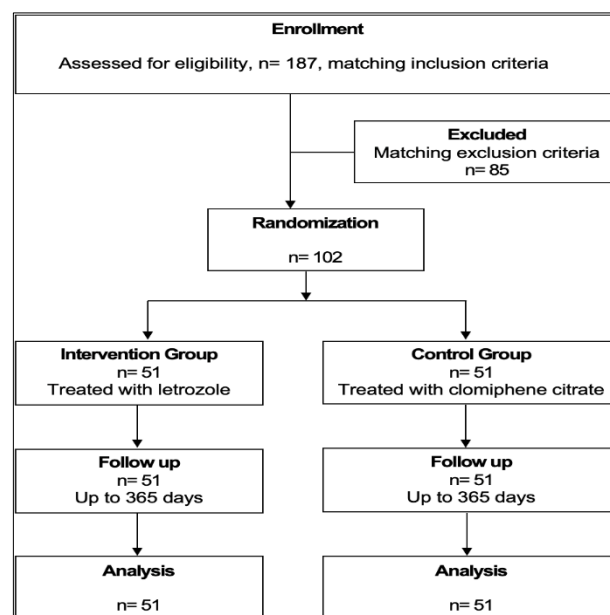 Enrollment
Assessed for eligibility, n= 187, matching inclusion criteria
Excluded
Matching exclusion criteria
n= 85
Randomization
n= 102
Intervention Group
n= 51
Treated with letrozole
Control Group
n= 51
Treated with clomiphene citrate
Follow up
n= 51
Up to 365 days
Follow up
n= 51
Up to 365 days
Analysis
n= 51
Analysis
n= 51